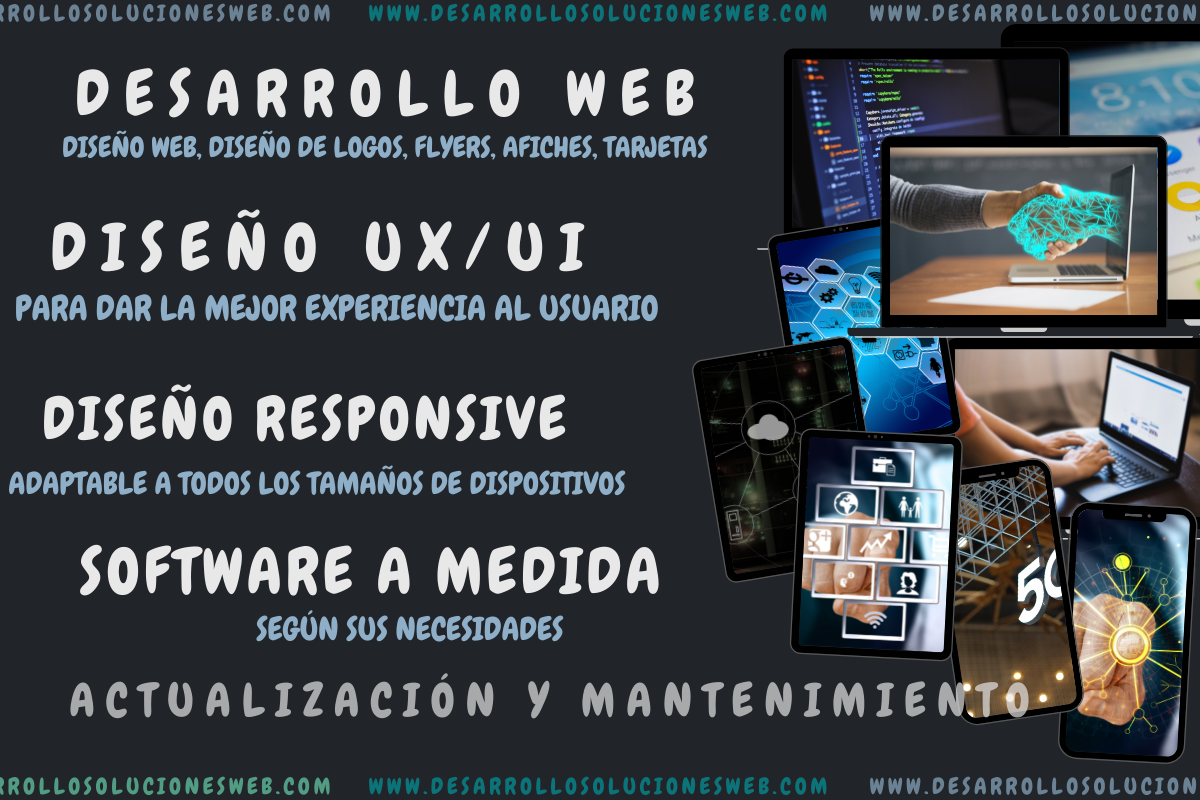 RROLLOSOLUCIONESWEB.COM WWW.DESARROLLOSOLUCIONESWEB.COM WWW.DESARROLLOSOLUCION
DESARROLLO WEB
DISEÑO WEB, DISEÑO DE LOGOS, FLYERS, AFICHES, TARJETAS
8:10
DISEÑO UX/UI
PARA DAR LA MEJOR EXPERIENCIA AL USUARIO
DISEÑO RESPONSIVE
ADAPTABLE A TODOS LOS TAMAÑOS DE DISPOSITIVOS
SOFTWARE A MEDIDA
SEGÚN SUS NECESIDADES
5G
ACTUALIZACIÓN Y MANTENIMIENTO
RROLLOSOLUCIONESWEB.COM WWW.DESARROLLOSOLUCIONESWEB.COM WWW.DESARROLLOSOLUCION